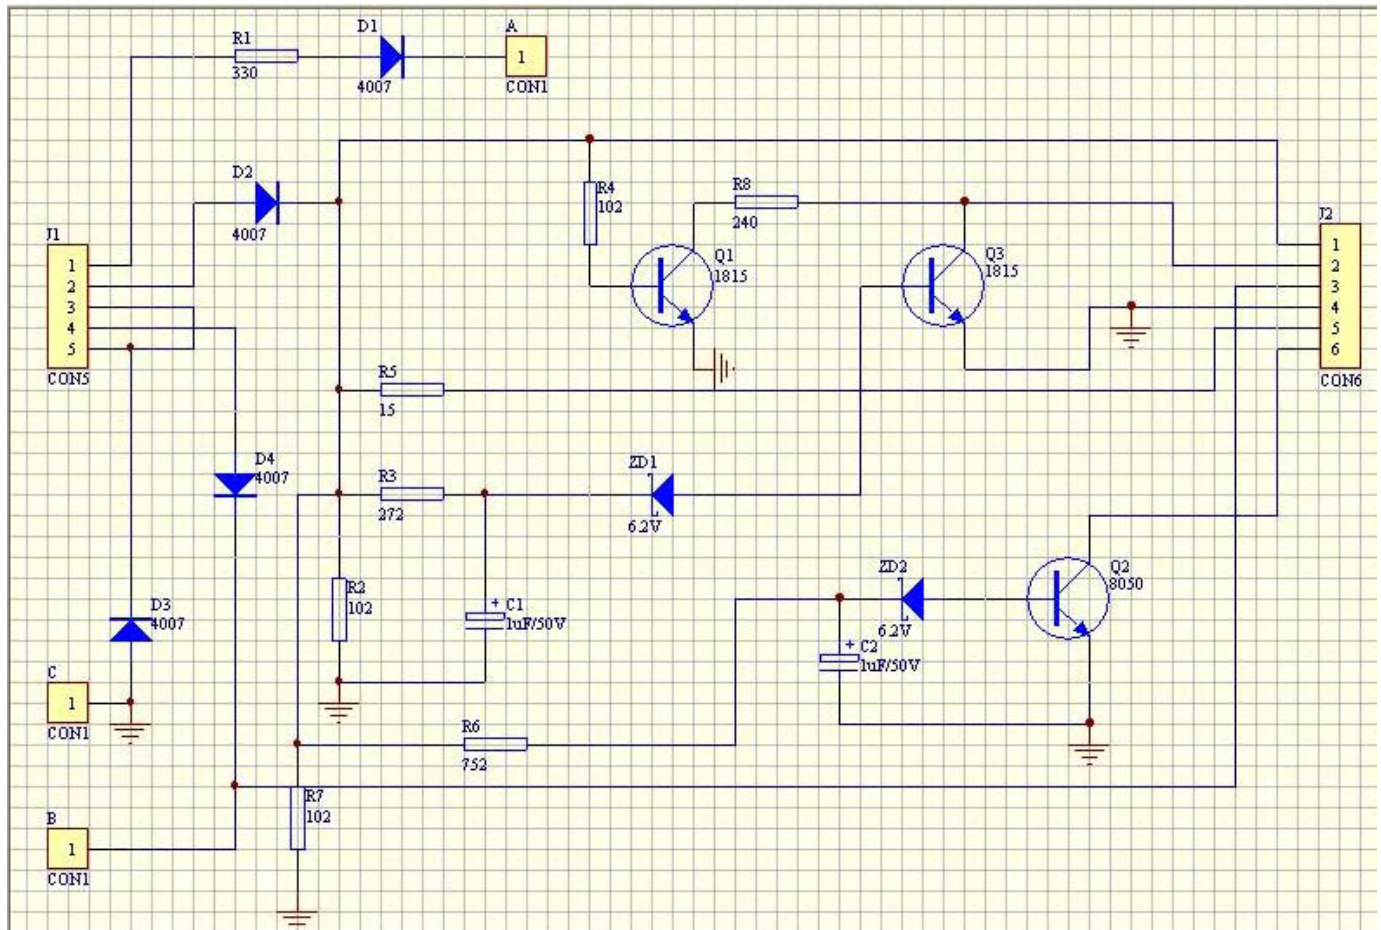 D1
A
R1
1
330
4007
CON1
D2
R4
102
R8
240
4007
J1
J2
Q1
1815
Q3
1815
1
2
3
4
5
1
2
3
4
5
6
CON5
CON6
R5
15
D4
4007
R3
272
ZD1
6.2V
ZD2
6.2V
Q2
8050
D3
4007
R2
102
C1
1uF/50V
C2
1uF/50V
C
1
CON1
R6
752
R7
102
B
1
CON1